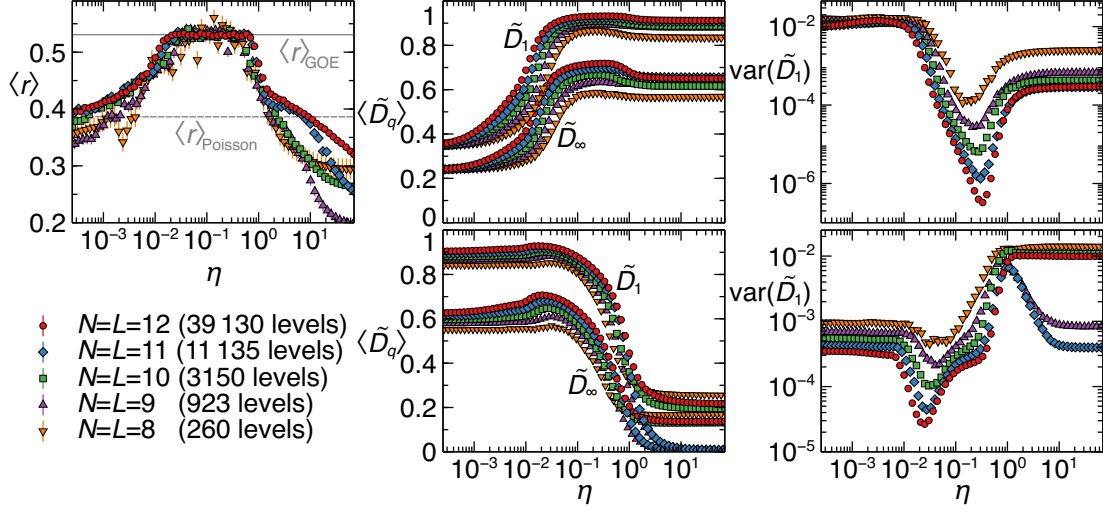 0.5
0.4
0.3
0.2
⟨r⟩
⟨r⟩GOE
⟨r⟩Poisson
10⁻³ 10⁻² 10⁻¹ 10⁰ 10¹
η
N=L=12 (39 130 levels)
N=L=11 (11 135 levels)
N=L=10 (3150 levels)
N=L=9 (923 levels)
N=L=8 (260 levels)
1
0.8
0.6
0.4
0.2
0
⟨D̃q⟩
D̃1
D̃∞
1
0.8
0.6
0.4
0.2
0
⟨D̃q⟩
D̃1
D̃∞
10⁻³ 10⁻² 10⁻¹ 10⁰ 10¹
η
10⁻²
10⁻⁴
10⁻⁶
var(D̃1)
10⁻²
10⁻³
10⁻⁴
10⁻⁵
var(D̃1)
10⁻³ 10⁻² 10⁻¹ 10⁰ 10¹
η